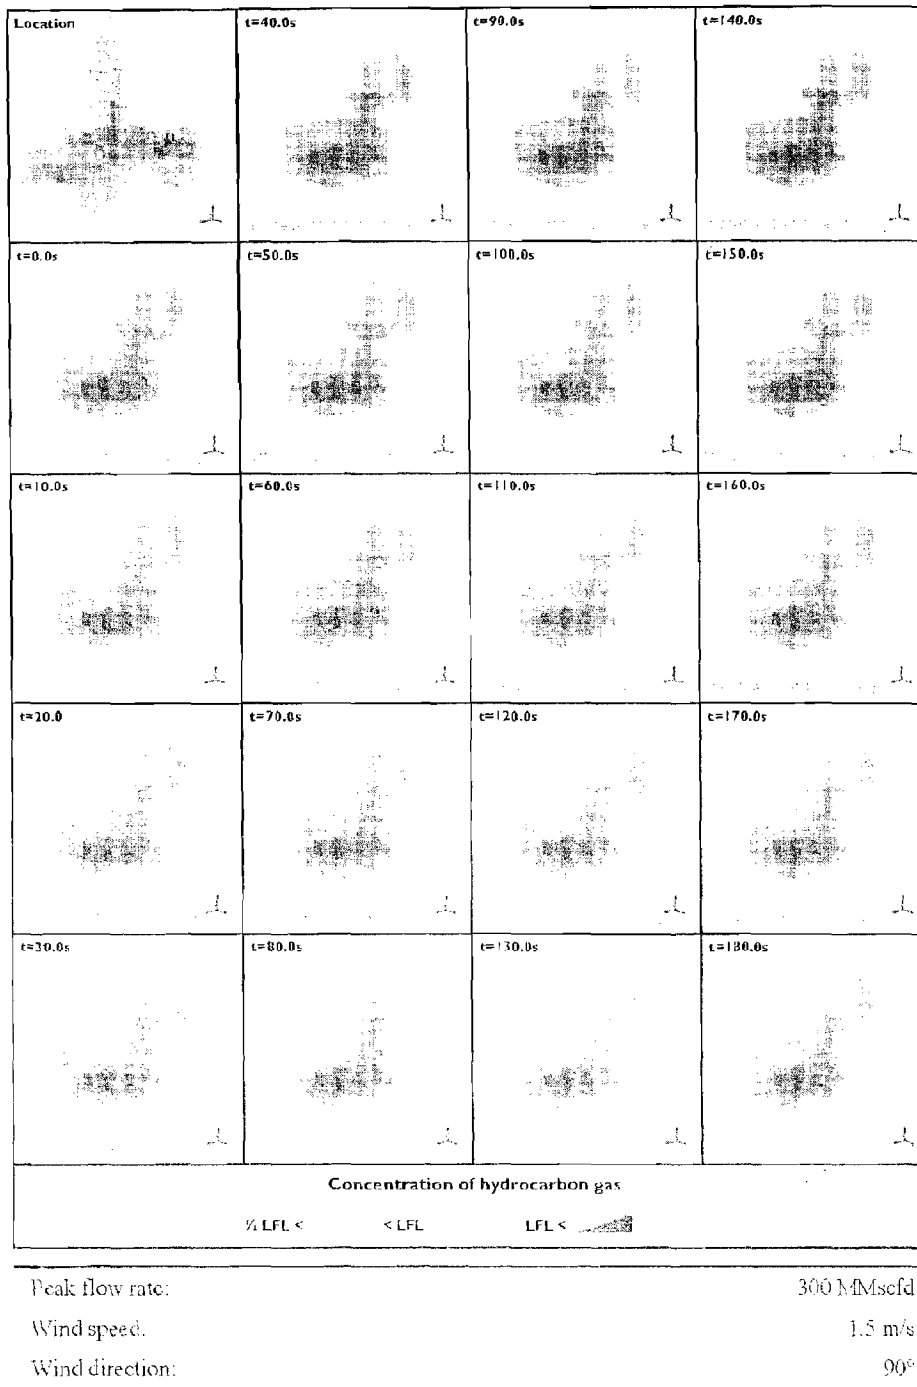 Location
t=40.0s
t=90.0s
t=140.0s
t=0.0s
t=50.0s
t=100.0s
t=150.0s
t=10.0s
t=60.0s
t=110.0s
t=160.0s
t=20.0
t=70.0s
t=120.0s
t=170.0s
t=30.0s
t=80.0s
t=130.0s
t=180.0s
Concentration of hydrocarbon gas
½ LFL < < LFL LFL <
Peak flow rate: 300 MMscfd
Wind speed: 1.5 m/s
Wind direction: 90°